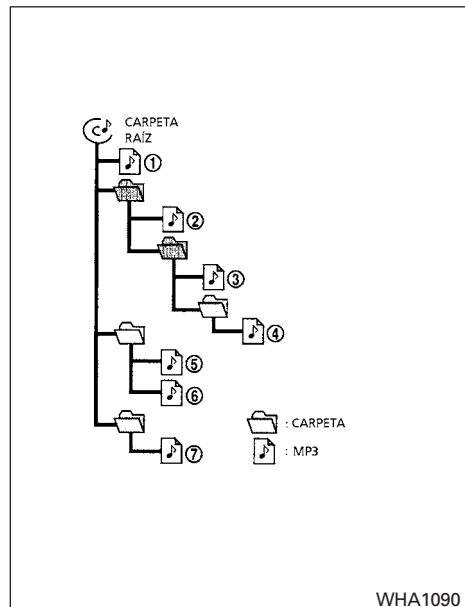 CARPETA
RAÍZ
①
②
③
④
⑤
⑥
⑦
: CARPETA
: MP3
WHA1090